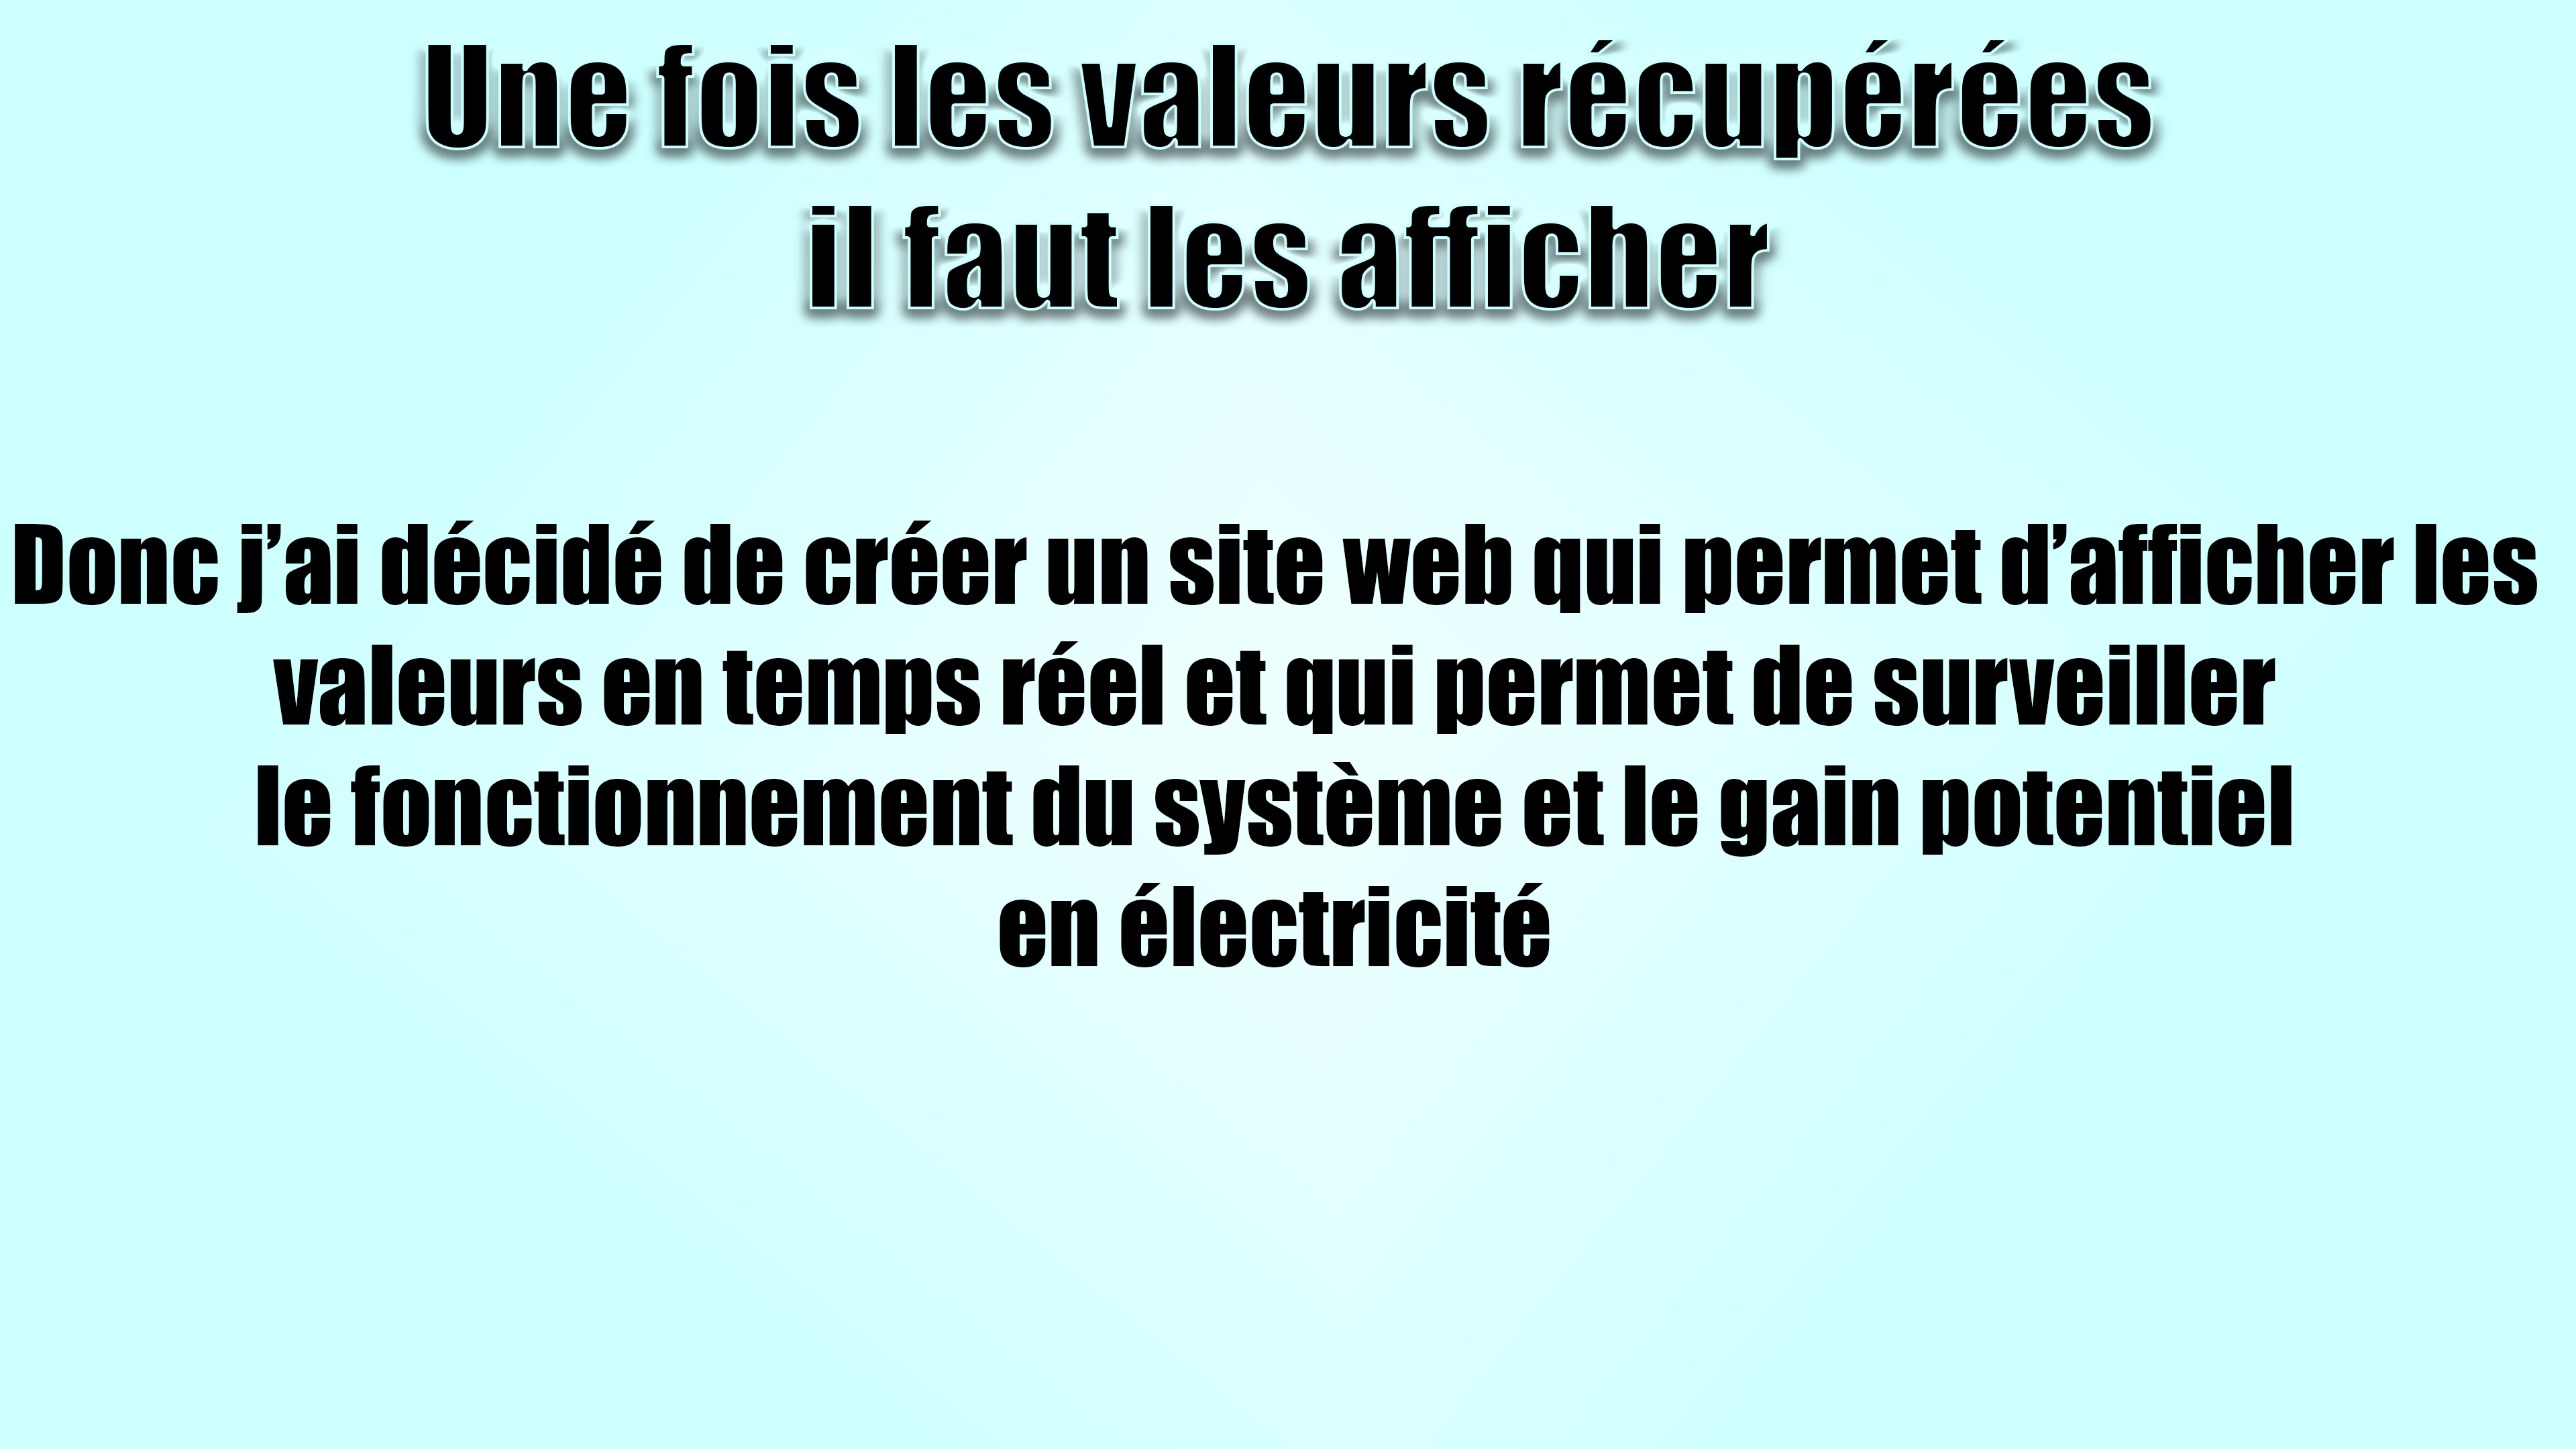 Une fois les valeurs récupérées
il faut les afficher
Donc j’ai décidé de créer un site web qui permet d’afficher les
valeurs en temps réel et qui permet de surveiller
le fonctionnement du système et le gain potentiel
en électricité